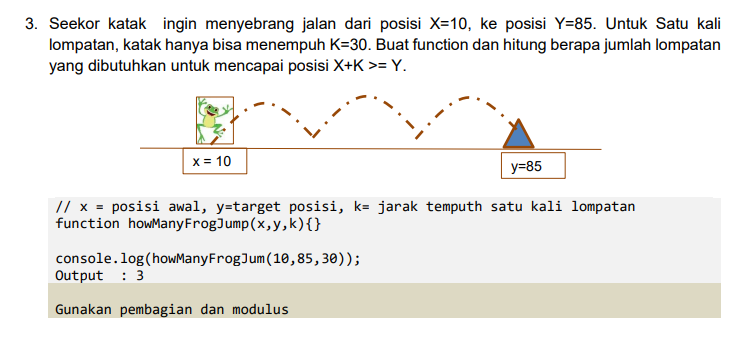 3. Seekor katak ingin menyebrang jalan dari posisi X=10, ke posisi Y=85. Untuk Satu kali
lompatan, katak hanya bisa menempuh K=30. Buat function dan hitung berapa jumlah lompatan
yang dibutuhkan untuk mencapai posisi X+K >= Y.
x = 10
y=85
// x = posisi awal, y=target posisi, k= jarak temputh satu kali lompatan
function howManyFrogJump(x,y,k){}
console.log(howManyFrogJum(10,85,30));
Output : 3
Gunakan pembagian dan modulus